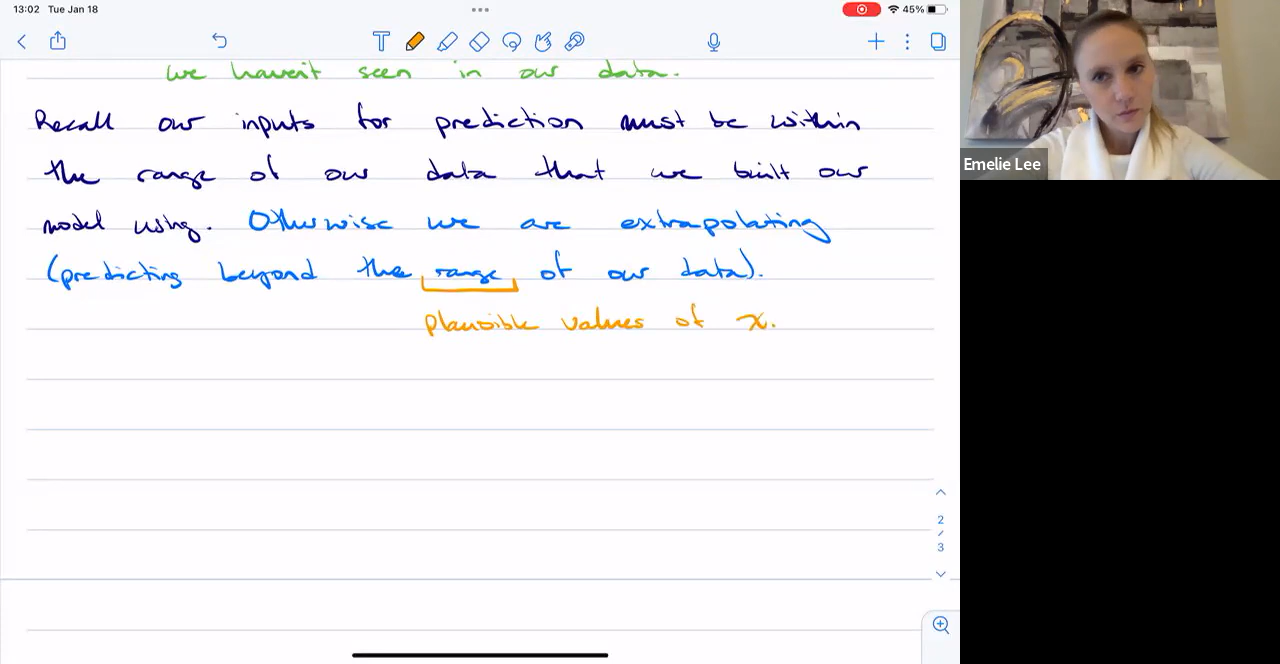 13:02 Tue Jan 18
45%
we haven't seen in our data.
Recall our inputs for prediction must be within
the range of our data that we built our
model using. Otherwise we are extrapolating
(predicting beyond the range of our data).
plausible values of x.
2
/
3
Emelie Lee